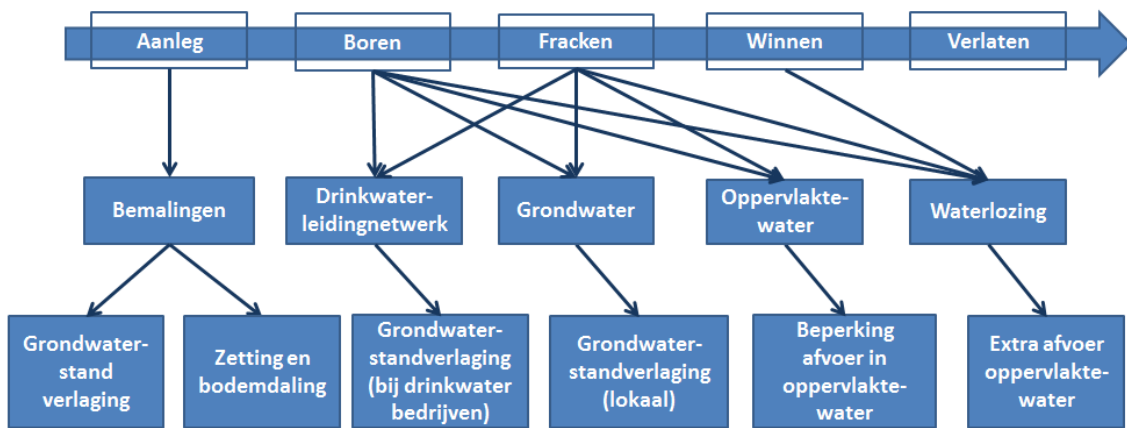 Aanleg
Boren
Fracken
Winnen
Verlaten
Bemalingen
Drinkwater-
leidingnetwerk
Grondwater
Oppervlakte-
water
Waterlozing
Grondwater-
stand
verlaging
Zetting en
bodemdaling
Grondwater-
standverlaging
(bij drinkwater
bedrijven)
Grondwater-
standverlaging
(lokaal)
Beperking
afvoer in
oppervlakte-
water
Extra afvoer
oppervlakte-
water